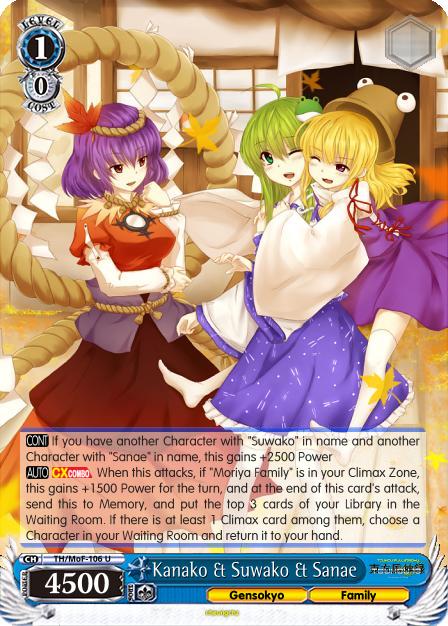 LEVEL
1
0
COST
CONT If you have another Character with "Suwako" in name and another
Character with "Sanae" in name, this gains +2500 Power
AUTO CX COMBO When this attacks, if "Moriya Family" is in your Climax Zone,
this gains +1500 Power for the turn, and at the end of this card's attack,
send this to Memory, and put the top 3 cards of your Library in the
Waiting Room. If there is at least 1 Climax card among them, choose a
Character in your Waiting Room and return it to your hand.
CH TH/MoF-106 U
POWER 4500 SOUL
Kanako & Suwako & Sanae
Gensokyo Family